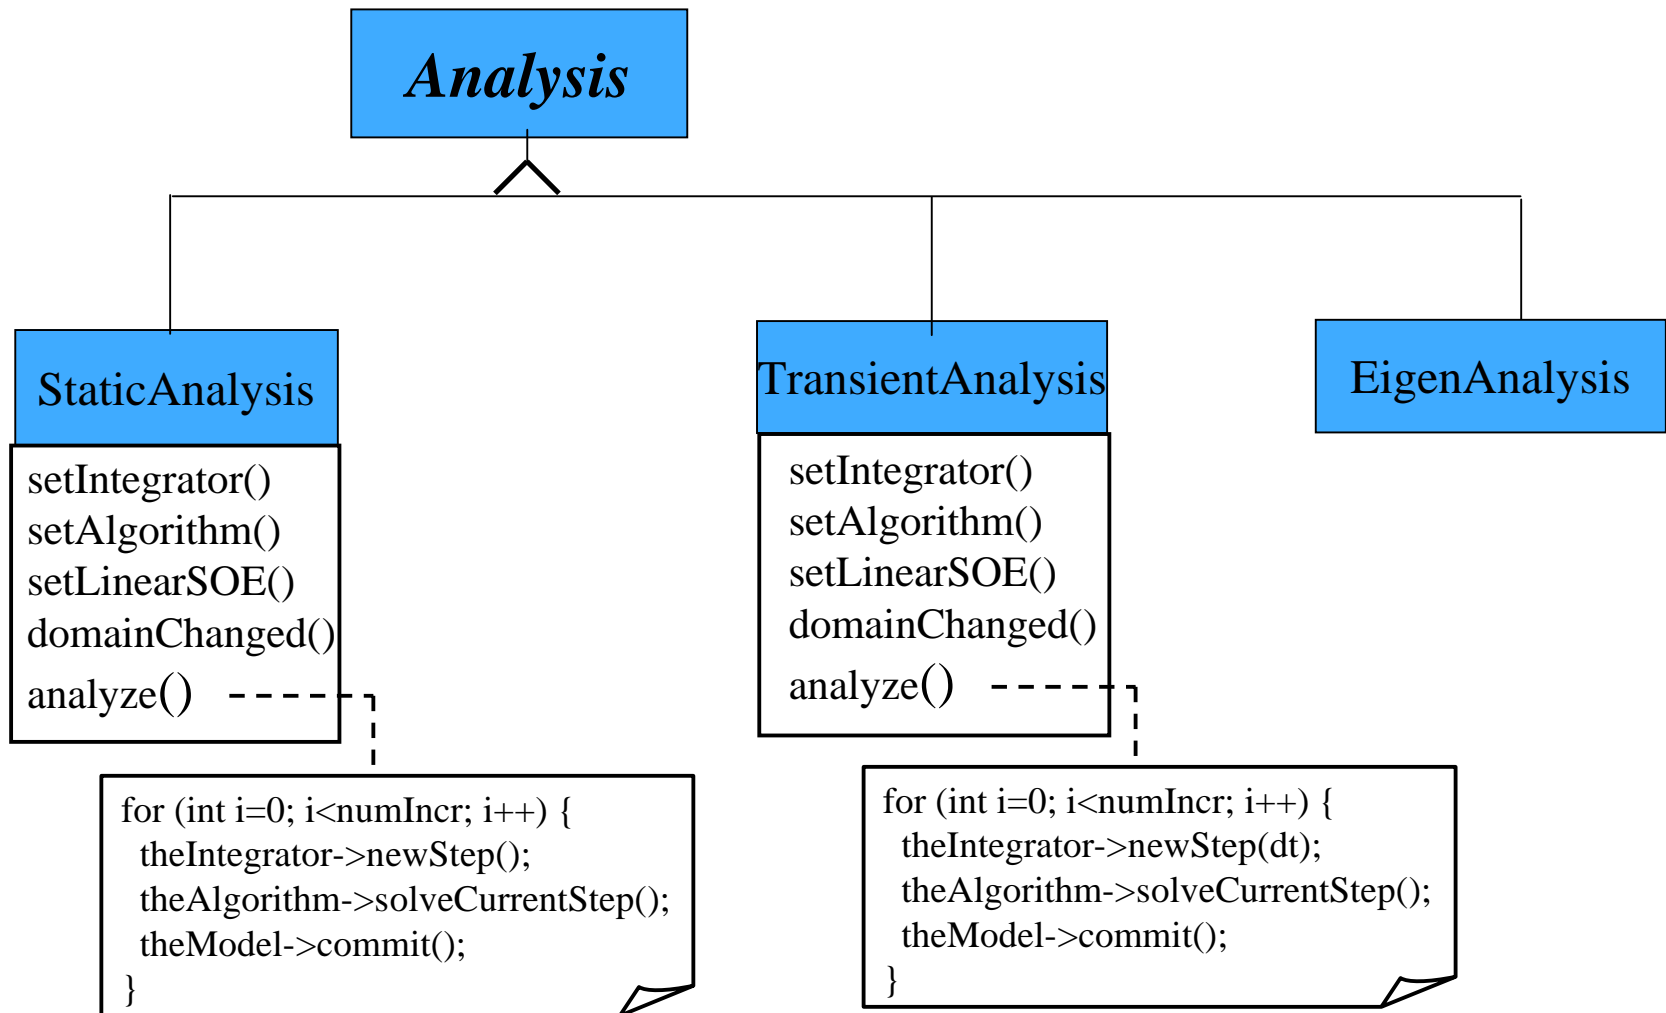 Analysis
StaticAnalysis
setIntegrator()
setAlgorithm()
setLinearSOE()
domainChanged()
analyze()
for (int i=0; i<numIncr; i++) {
theIntegrator->newStep();
theAlgorithm->solveCurrentStep();
theModel->commit();
}
TransientAnalysis
setIntegrator()
setAlgorithm()
setLinearSOE()
domainChanged()
analyze()
for (int i=0; i<numIncr; i++) {
theIntegrator->newStep(dt);
theAlgorithm->solveCurrentStep();
theModel->commit();
}
EigenAnalysis